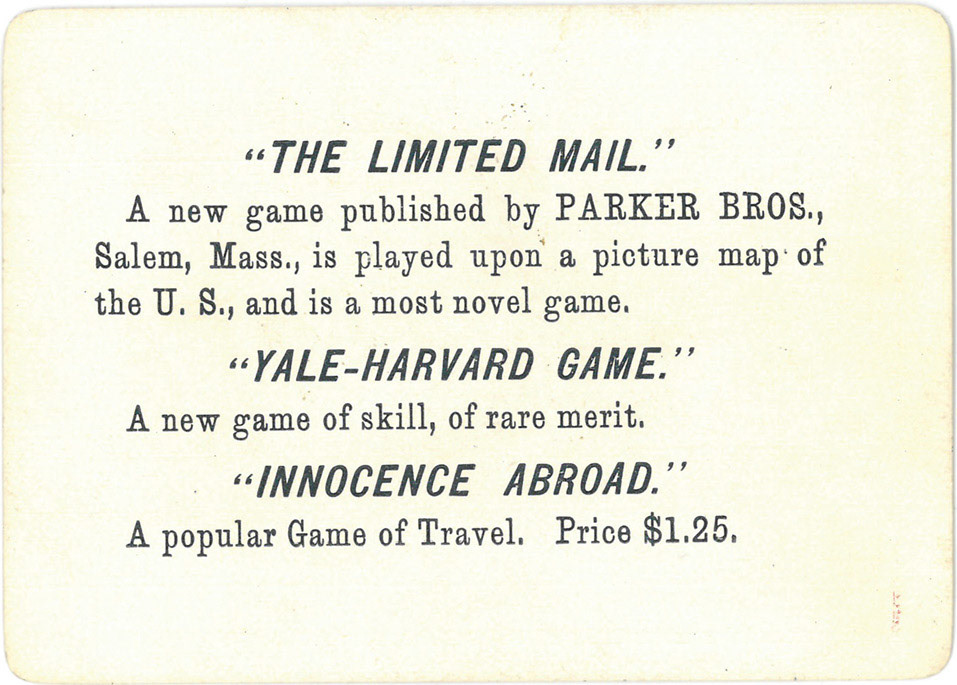 "THE LIMITED MAIL."
A new game published by PARKER BROS.,
Salem, Mass., is played upon a picture map of
the U. S., and is a most novel game.
"YALE-HARVARD GAME."
A new game of skill, of rare merit.
"INNOCENCE ABROAD."
A popular Game of Travel. Price $1.25.